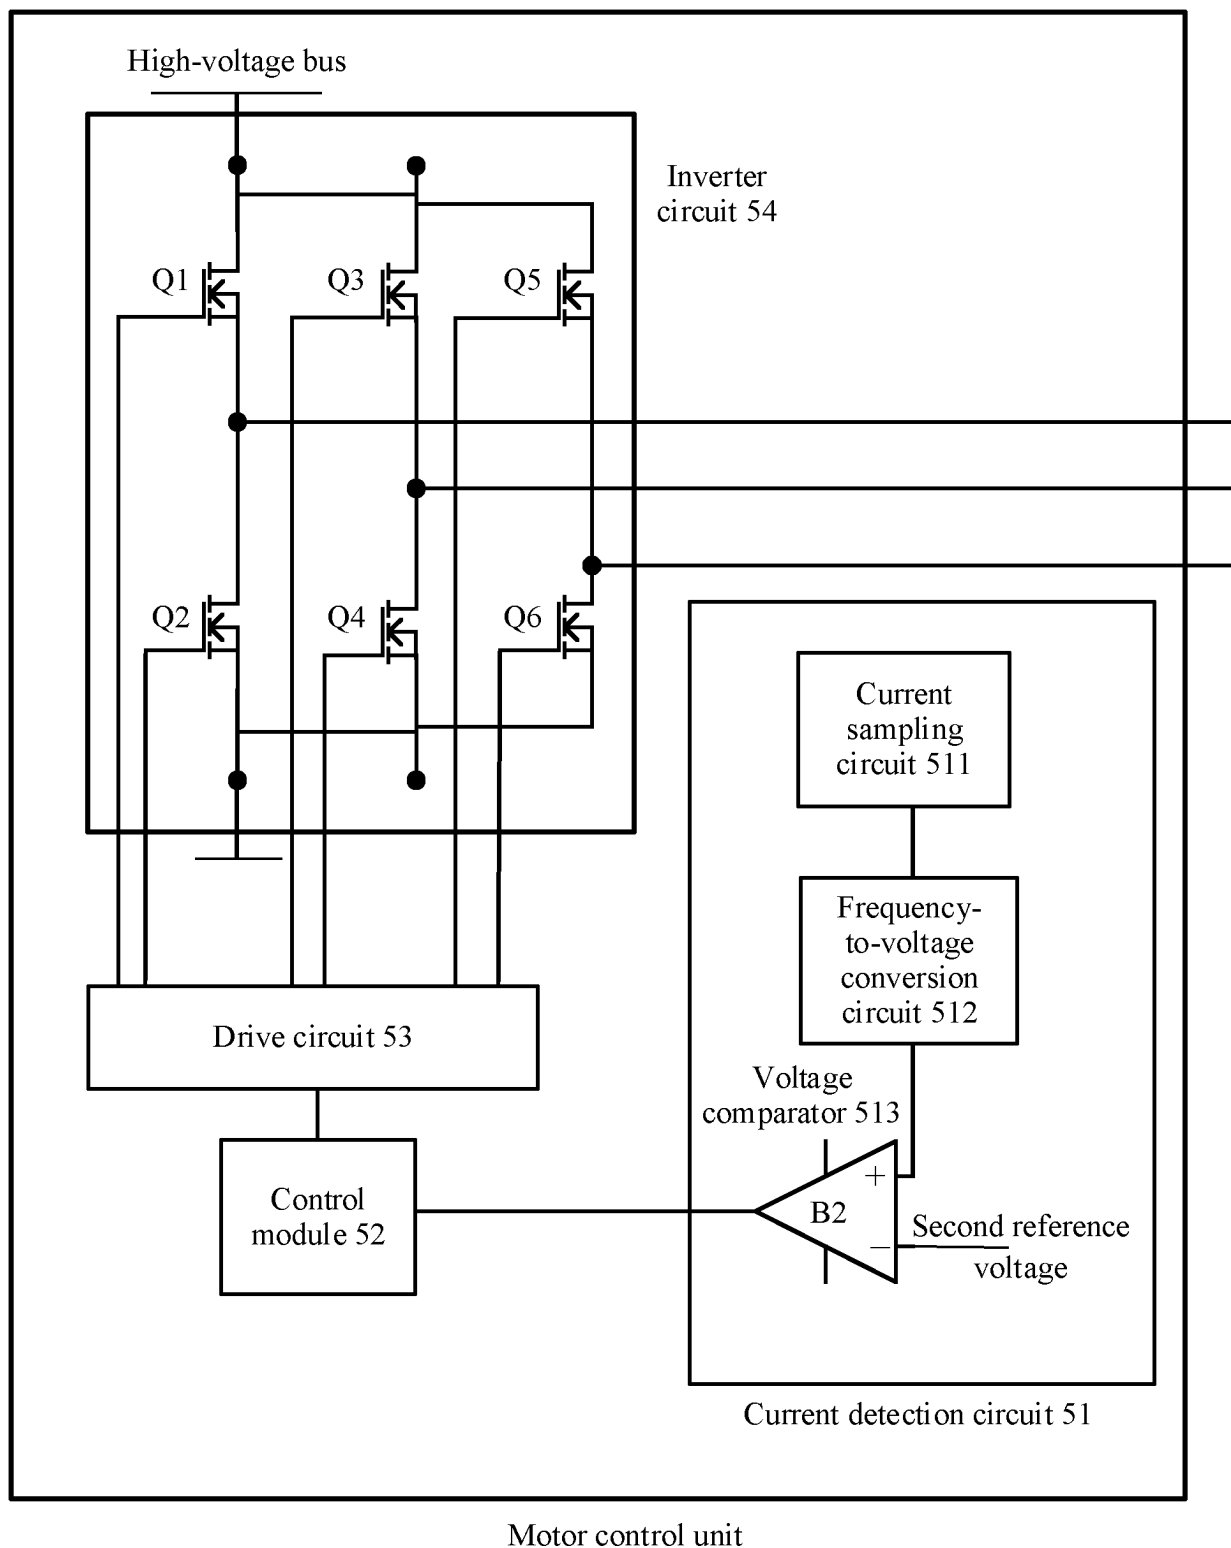 High-voltage bus
Inverter
circuit 54
Q1
Q3
Q5
Q2
Q4
Q6
Current
sampling
circuit 511
Frequency-
to-voltage
conversion
circuit 512
Drive circuit 53
Voltage
comparator 513
+
B2
−
Second reference
voltage
Control
module 52
Current detection circuit 51
Motor control unit